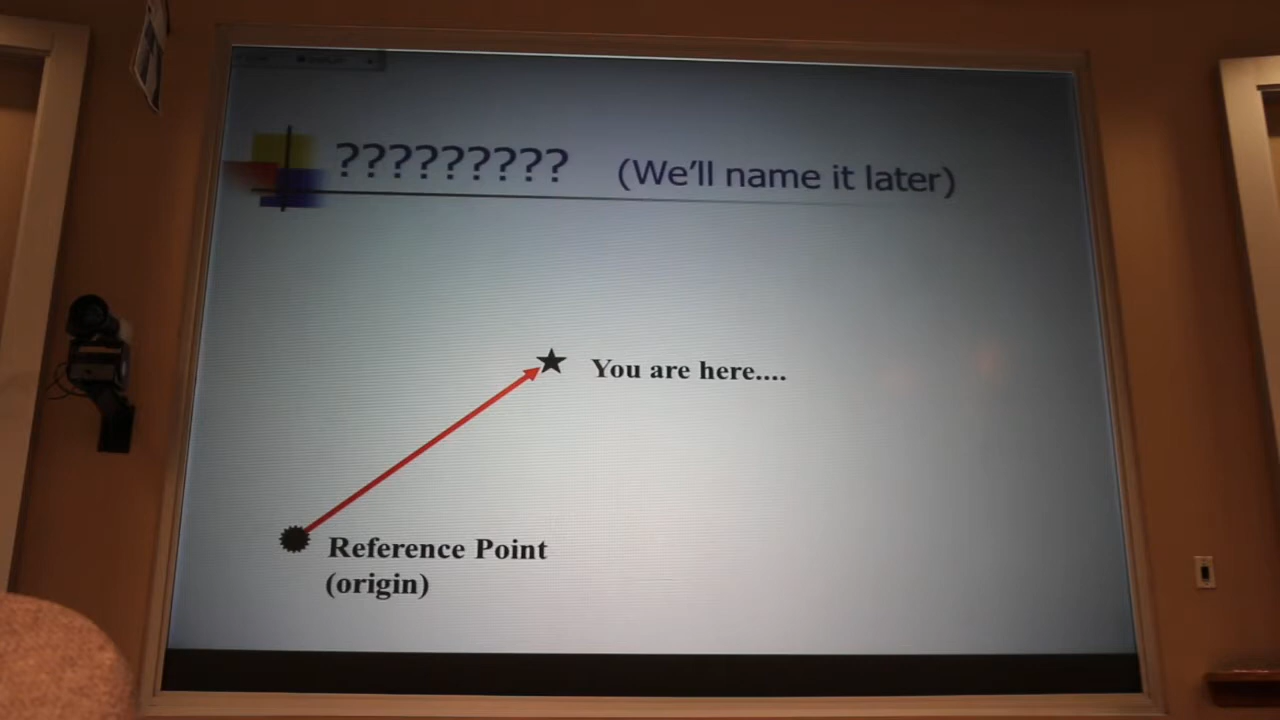 ????????? (We'll name it later)
You are here....
Reference Point
(origin)